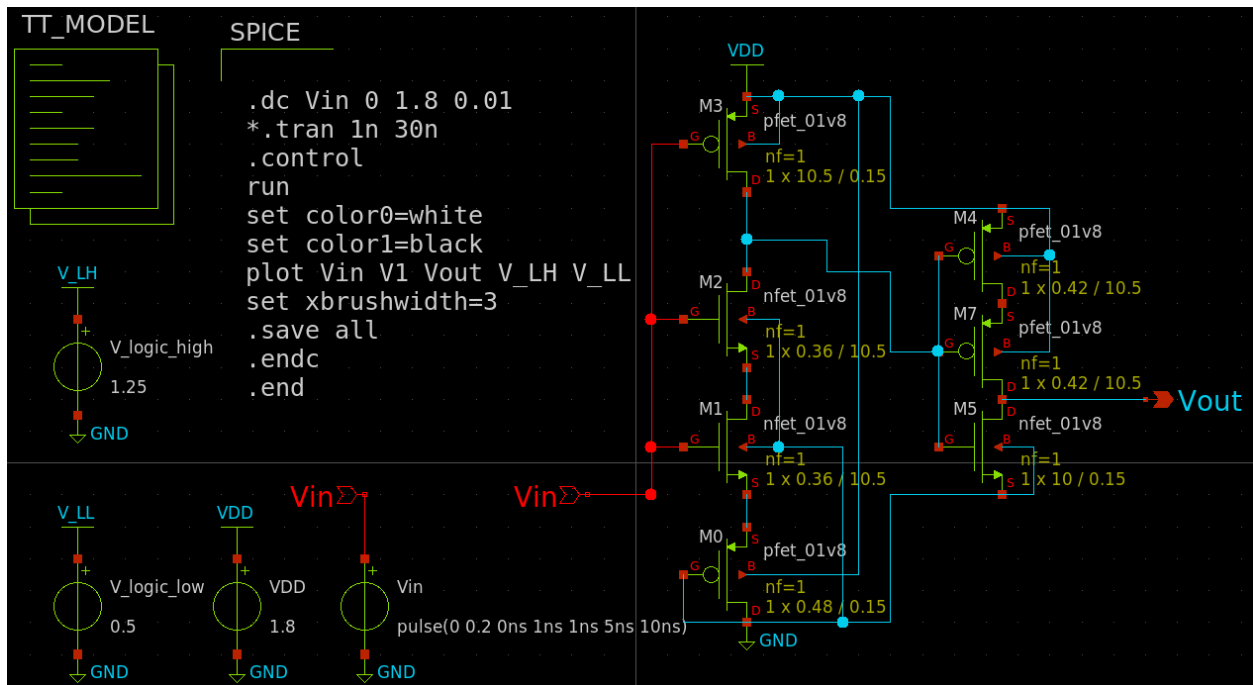 TT_MODEL
SPICE
.dc Vin 0 1.8 0.01
*.tran 1n 30n
.control
run
set color0=white
set color1=black
plot Vin V1 Vout V_LH V_LL
set xbrushwidth=3
.save all
.endc
.end
V_LH
+
V_logic_high
1.25
GND
V_LL
+
V_logic_low
0.5
GND
VDD
+
VDD
1.8
GND
Vin
+
Vin
pulse(0 0.2 0ns 1ns 1ns 5ns 10ns)
GND
Vin
VDD
M3
S
pfet_01v8
G
B
nf=1
D
1 x 10.5 / 0.15
M2
D
nfet_01v8
G
B
nf=1
S
1 x 0.36 / 10.5
M1
D
nfet_01v8
G
B
nf=1
S
1 x 0.36 / 10.5
M0
S
pfet_01v8
G
B
nf=1
D
1 x 0.48 / 0.15
GND
M4
S
pfet_01v8
G
B
nf=1
D
1 x 0.42 / 10.5
M7
S
pfet_01v8
G
B
nf=1
D
1 x 0.42 / 10.5
Vout
M5
D
nfet_01v8
G
B
nf=1
S
1 x 10 / 0.15